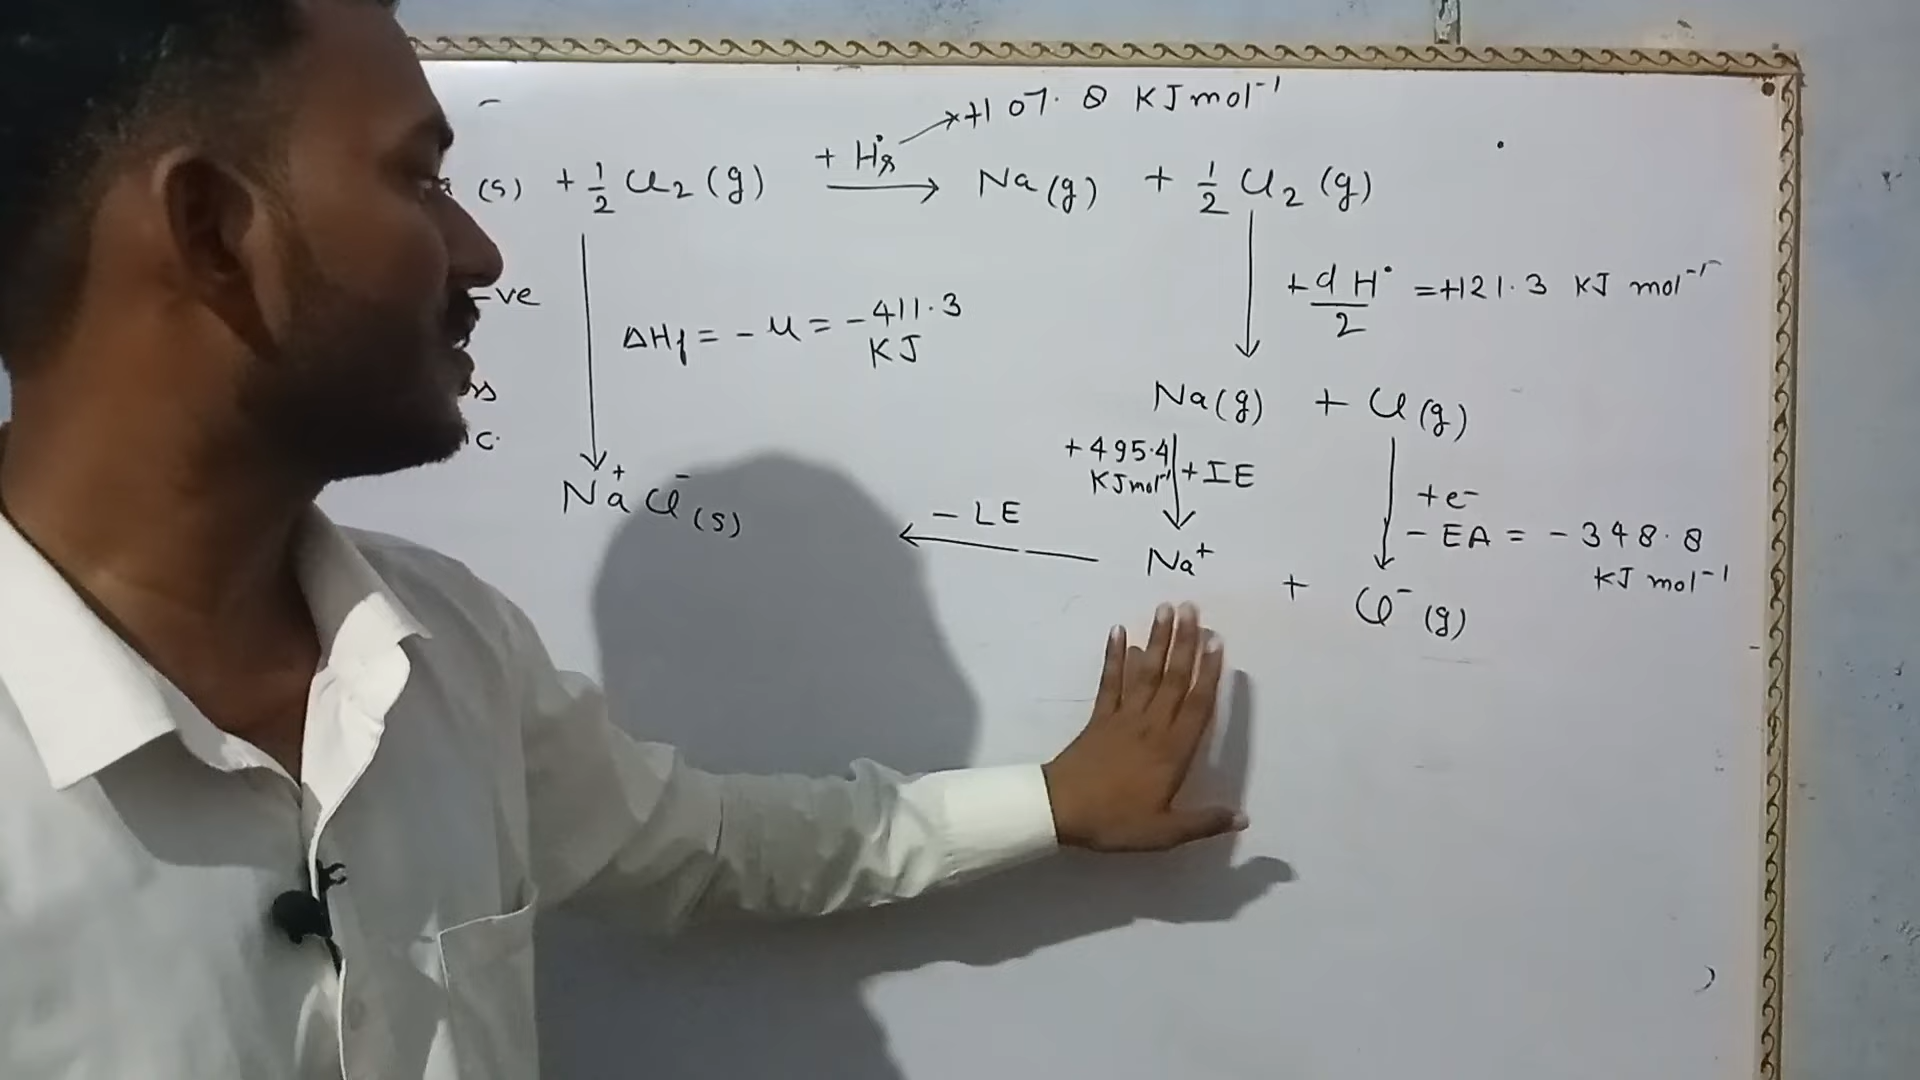 +107.8 KJ mol⁻¹
(s) + 1/2 Cl₂ (g) + H°s → Na (g) + 1/2 Cl₂ (g)
-ve
ΔHf = - U = - 411.3 KJ
+ dH°/2 = +121.3 KJ mol⁻¹
Na (g) + Cl (g)
+ 495.4 KJ mol⁻¹ + IE
+ e⁻
- EA = - 348.8 KJ mol⁻¹
Na⁺ Cl⁻ (s)
- LE
Na⁺ + Cl⁻ (g)